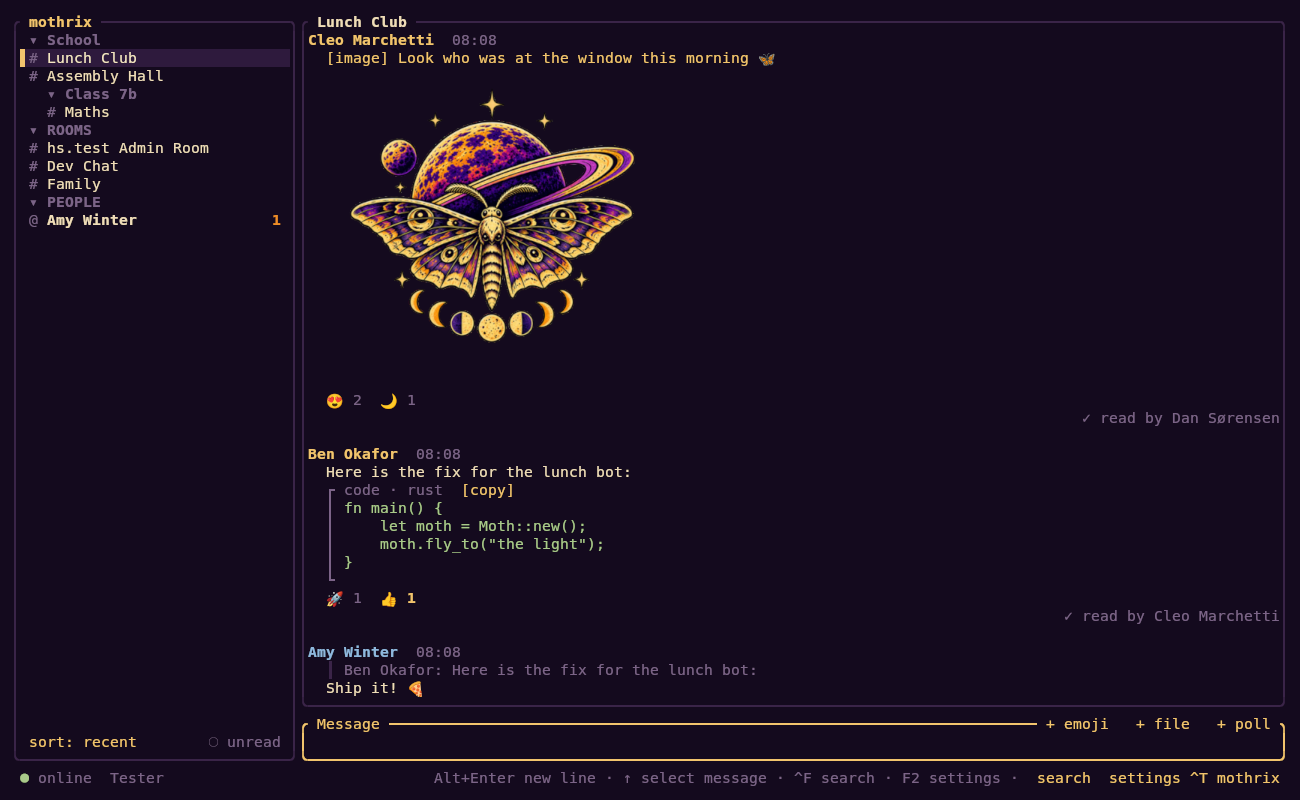 mothrix
▾ School
# Lunch Club
# Assembly Hall
▾ Class 7b
# Maths
▾ ROOMS
# hs.test Admin Room
# Dev Chat
# Family
▾ PEOPLE
@ Amy Winter 1
sort: recent ○ unread
Lunch Club
Cleo Marchetti 08:08
[image] Look who was at the window this morning 🦋
😍 2 🌙 1
✓ read by Dan Sørensen
Ben Okafor 08:08
Here is the fix for the lunch bot:
code · rust [copy]
fn main() {
    let moth = Moth::new();
    moth.fly_to("the light");
}
🚀 1 👍 1
✓ read by Cleo Marchetti
Amy Winter 08:08
Ben Okafor: Here is the fix for the lunch bot:
Ship it! 🍕
Message + emoji + file + poll
● online Tester Alt+Enter new line · ↑ select message · ^F search · F2 settings · search settings ^T mothrix